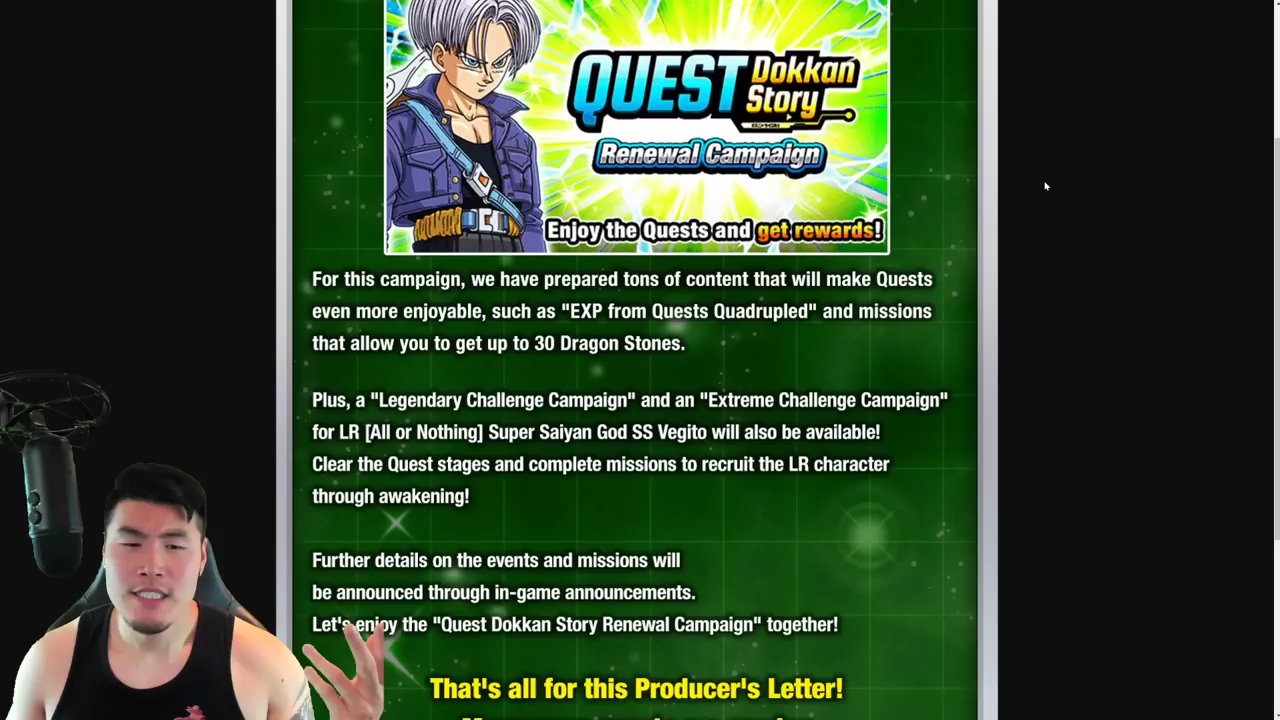 QUEST Dokkan
Story
Renewal Campaign
Enjoy the Quests and get rewards!
For this campaign, we have prepared tons of content that will make Quests
even more enjoyable, such as "EXP from Quests Quadrupled" and missions
that allow you to get up to 30 Dragon Stones.
Plus, a "Legendary Challenge Campaign" and an "Extreme Challenge Campaign"
for LR [All or Nothing] Super Saiyan God SS Vegito will also be available!
Clear the Quest stages and complete missions to recruit the LR character
through awakening!
Further details on the events and missions will
be announced through in-game announcements.
Let's enjoy the "Quest Dokkan Story Renewal Campaign" together!
That's all for this Producer's Letter!